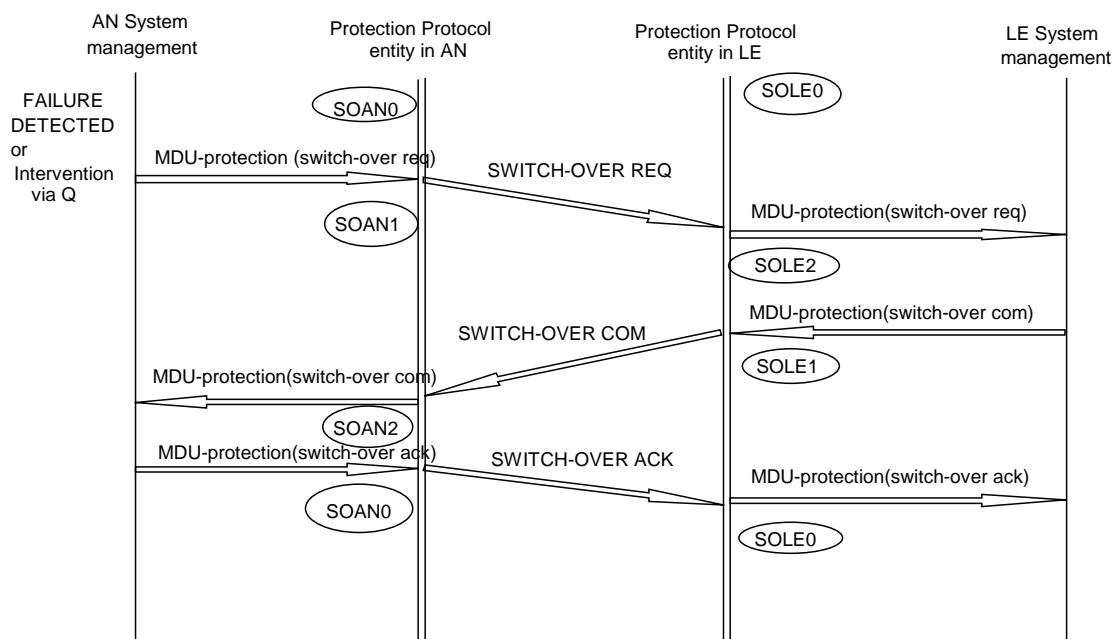 AN System
management
Protection Protocol
entity in AN
Protection Protocol
entity in LE
LE System
management
FAILURE
DETECTED
or
Intervention
via Q
SOAN0
SOLE0
MDU-protection (switch-over req)
SWITCH-OVER REQ
SOAN1
MDU-protection(switch-over req)
SOLE2
MDU-protection(switch-over com)
SWITCH-OVER COM
SOLE1
MDU-protection(switch-over com)
SOAN2
MDU-protection(switch-over ack)
SWITCH-OVER ACK
MDU-protection(switch-over ack)
SOAN0
SOLE0